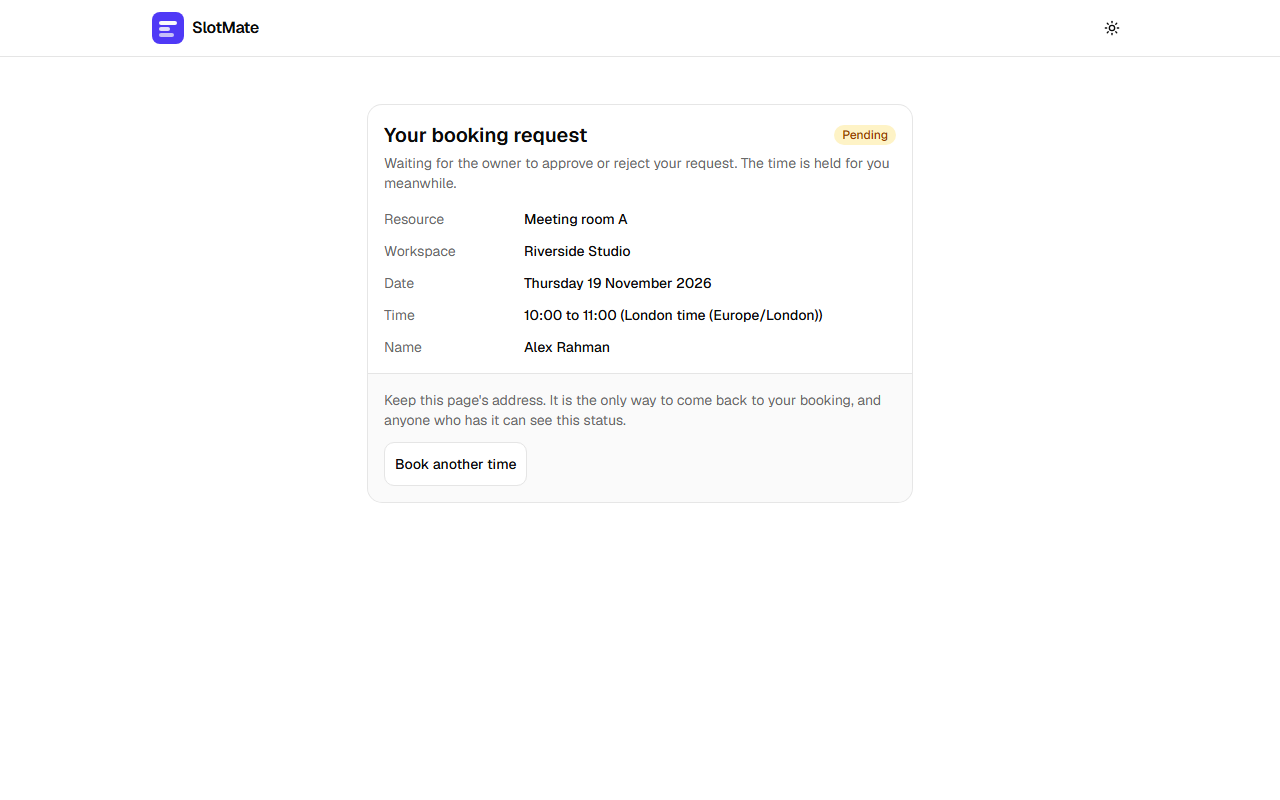 SlotMate
Your booking request
Pending
Waiting for the owner to approve or reject your request. The time is held for you
meanwhile.
Resource Meeting room A
Workspace Riverside Studio
Date Thursday 19 November 2026
Time 10:00 to 11:00 (London time (Europe/London))
Name Alex Rahman
Keep this page's address. It is the only way to come back to your booking, and
anyone who has it can see this status.
Book another time